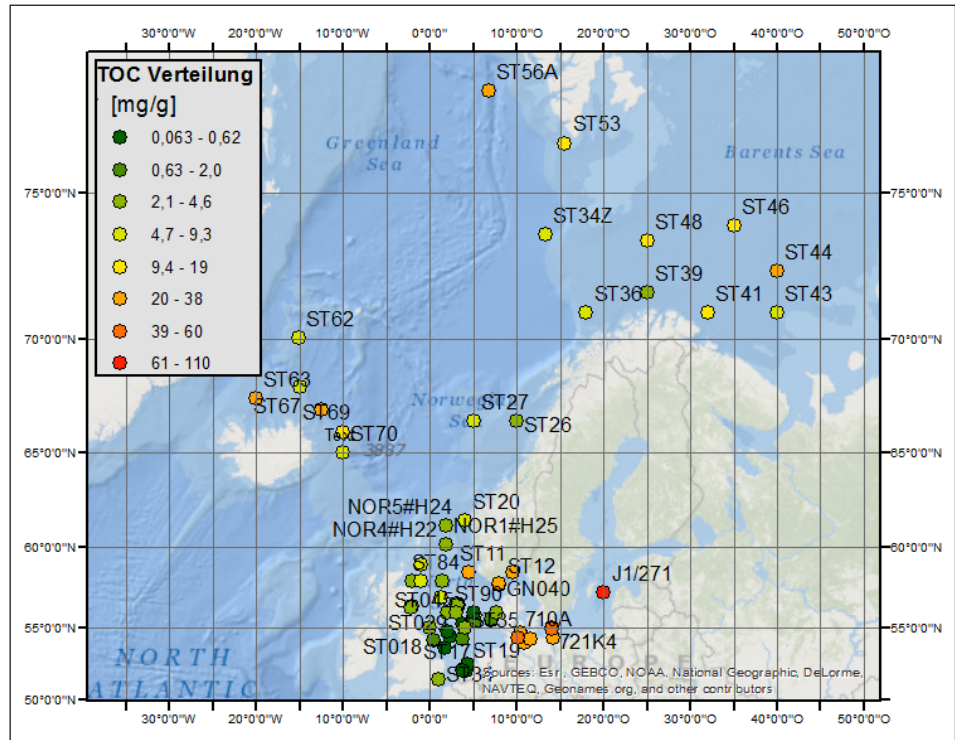 30°0'0"W 20°0'0"W 10°0'0"W 0°0'0" 10°0'0"E 20°0'0"E 30°0'0"E 40°0'0"E 50°0'0"E
TOC Verteilung
[mg/g]
0,063 - 0,62
0,63 - 2,0
2,1 - 4,6
4,7 - 9,3
9,4 - 19
20 - 38
39 - 60
61 - 110
ST56A
ST53
Greenland
Sea
Barents Sea
75°0'0"N 75°0'0"N
ST34Z
ST48
ST46
ST44
ST39
ST36
ST41
ST43
ST62
70°0'0"N 70°0'0"N
ST63
ST67
ST69
ST70
3887
ST27
ST26
65°0'0"N 65°0'0"N
NOR5#H24
ST20
NOR4#H22
NOR1#H25
60°0'0"N 60°0'0"N
ST11
ST84
ST12
GN040
J1/271
ST90
710A
55°0'0"N 55°0'0"N
ST018
ST19
721K4
EUROPE
NORTH
ATLANTIC
Sources: Esri, GEBCO, NOAA, National Geographic, DeLorme,
NAVTEQ, Geonames.org, and other contributors
50°0'0"N 50°0'0"N
30°0'0"W 20°0'0"W 10°0'0"W 0°0'0" 10°0'0"E 20°0'0"E 30°0'0"E 40°0'0"E 50°0'0"E